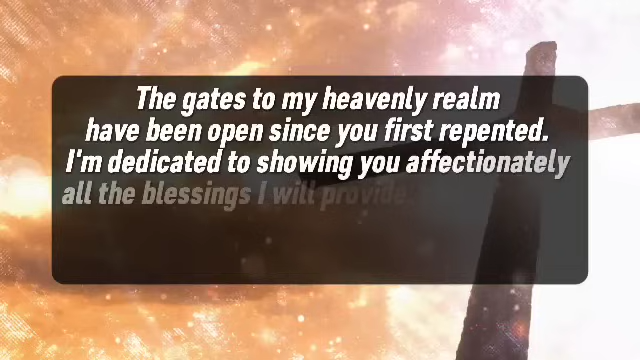 The gates to my heavenly realm
have been open since you first repented.
I'm dedicated to showing you affectionately
all the blessings I will provide.